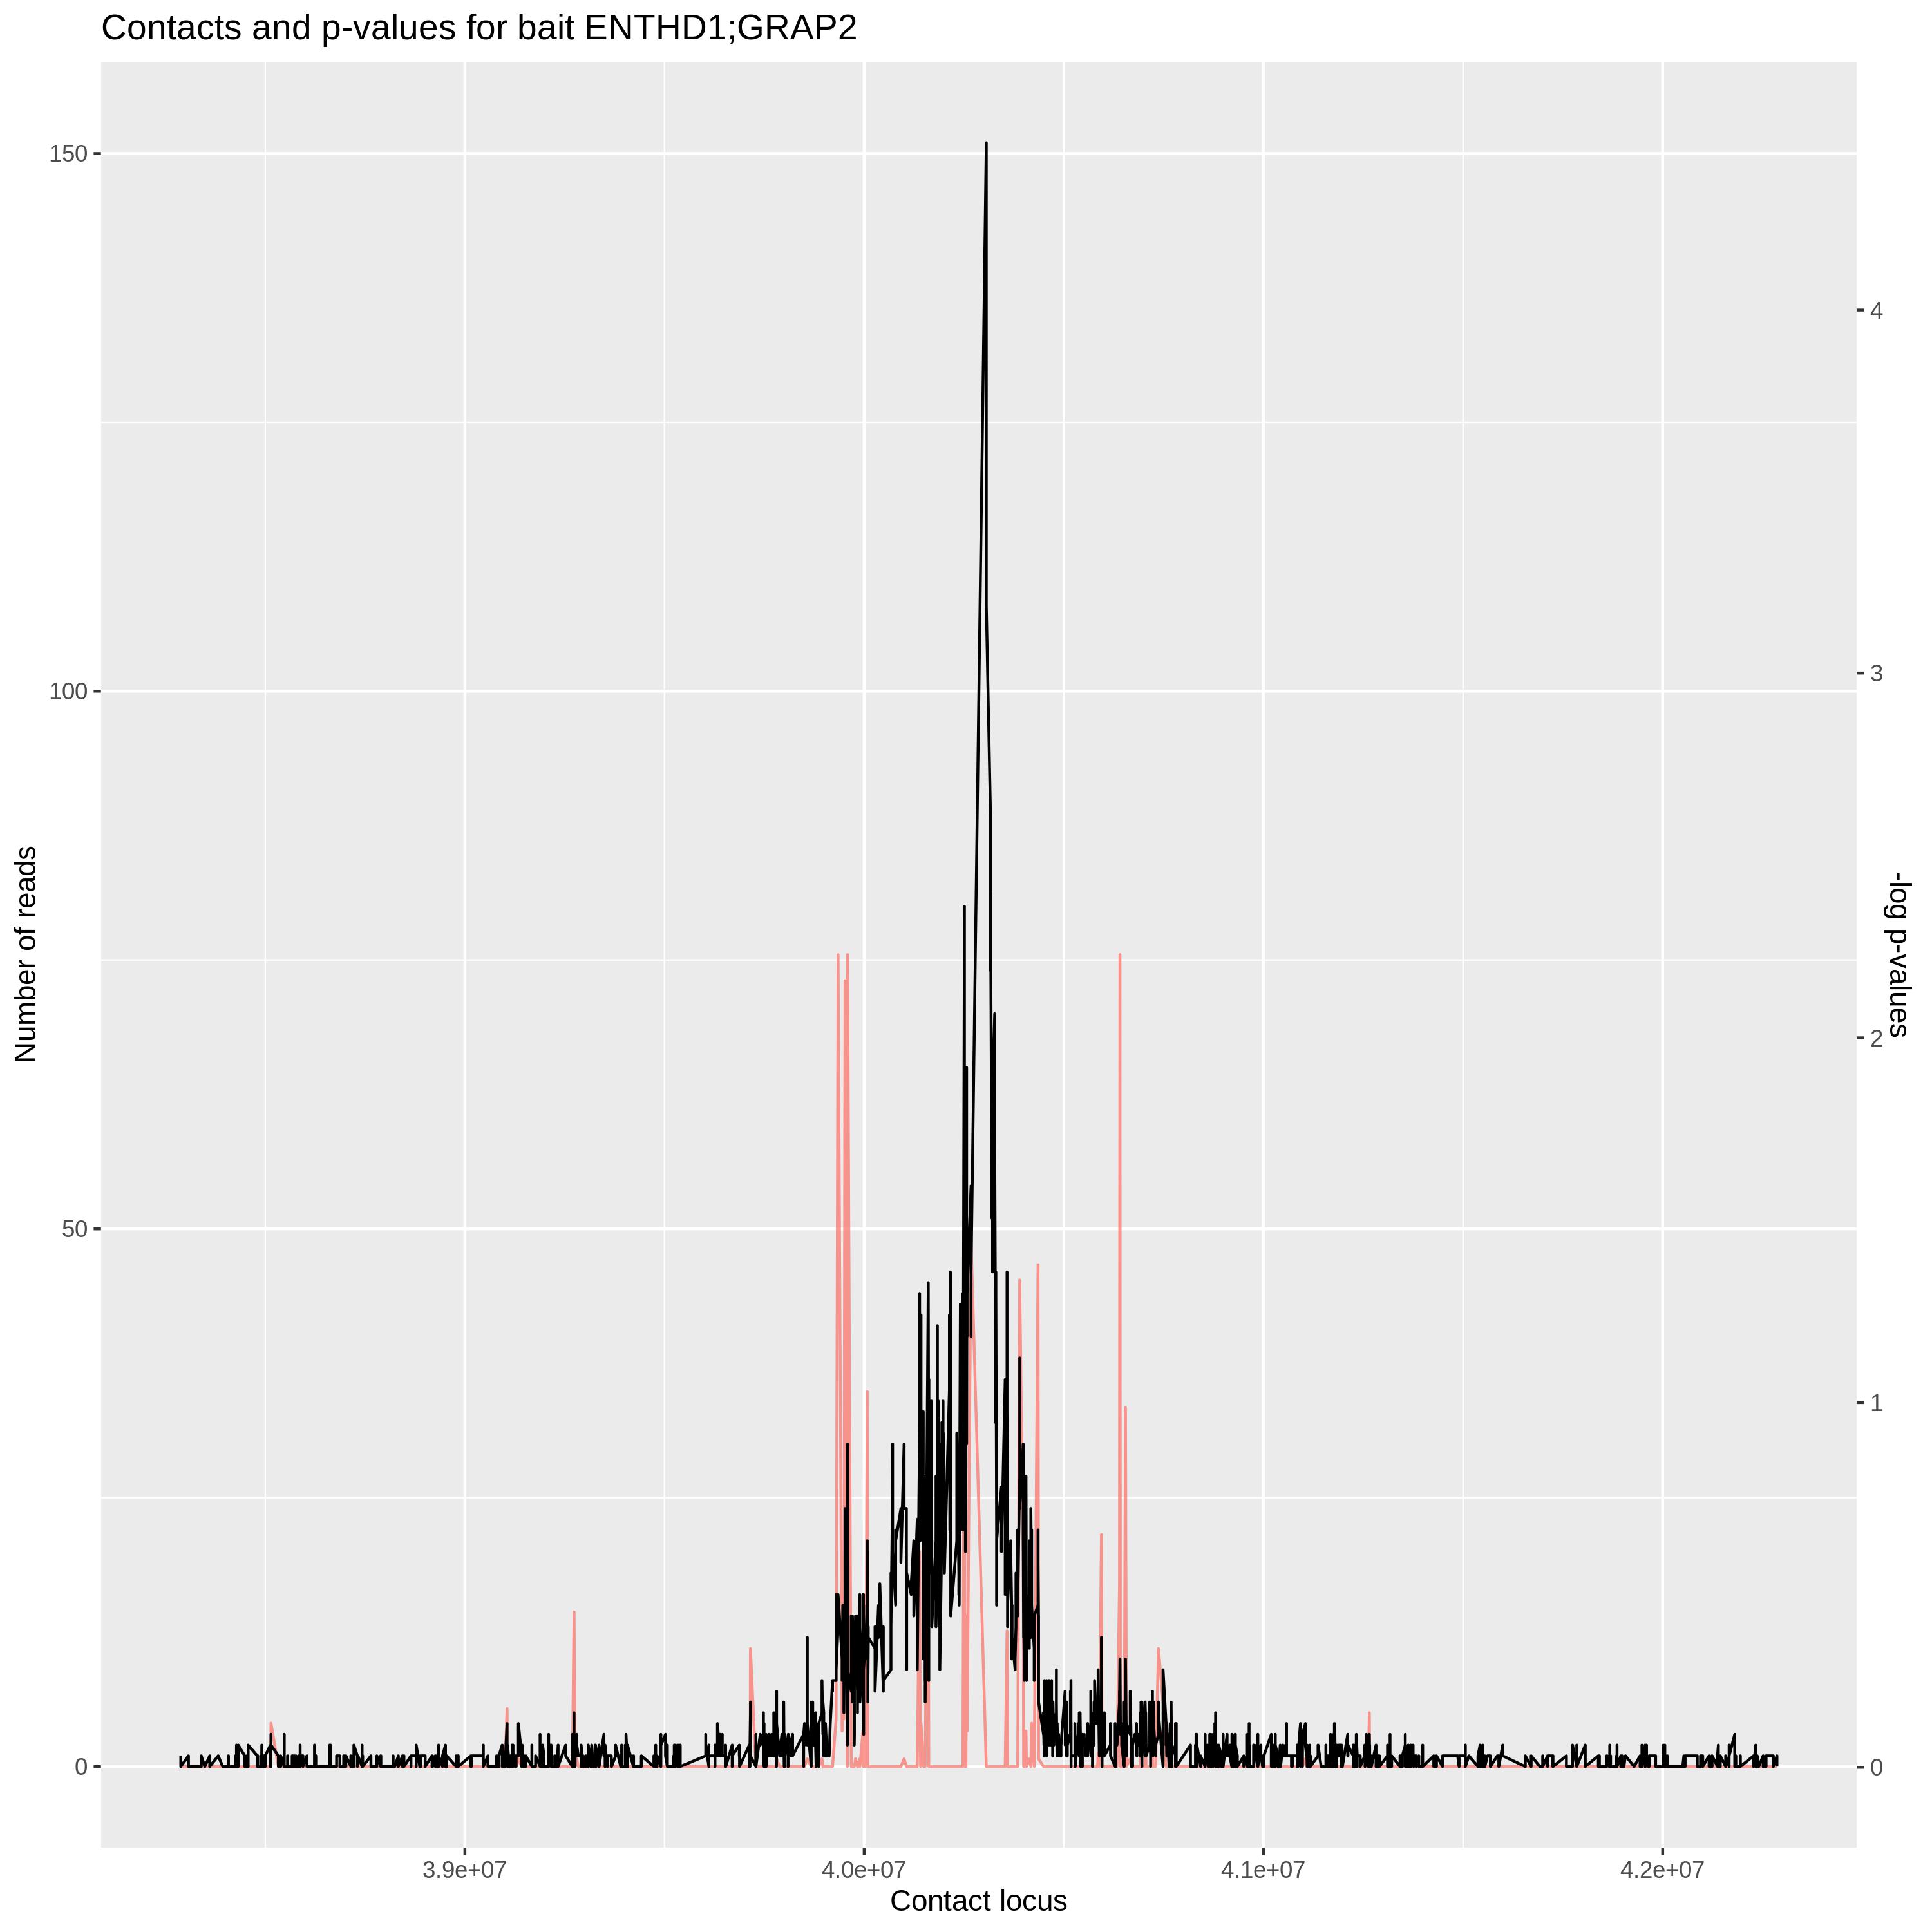 Contacts and p-values for bait ENTHD1;GRAP2
150
100
50
0
Number of reads
4
3
2
1
0
-log p-values
3.9e+07
4.0e+07
4.1e+07
4.2e+07
Contact locus